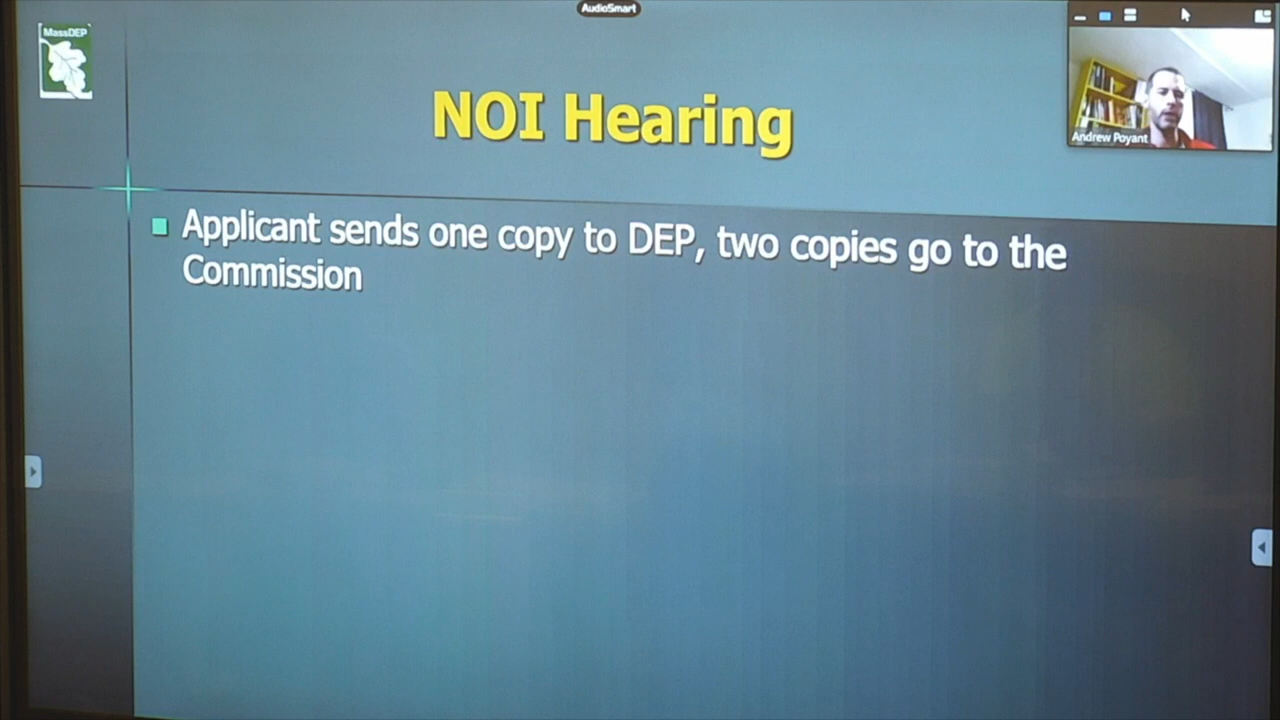 AudioSmart
MassDEP
NOI Hearing
Andrew Poyant
Applicant sends one copy to DEP, two copies go to the
Commission